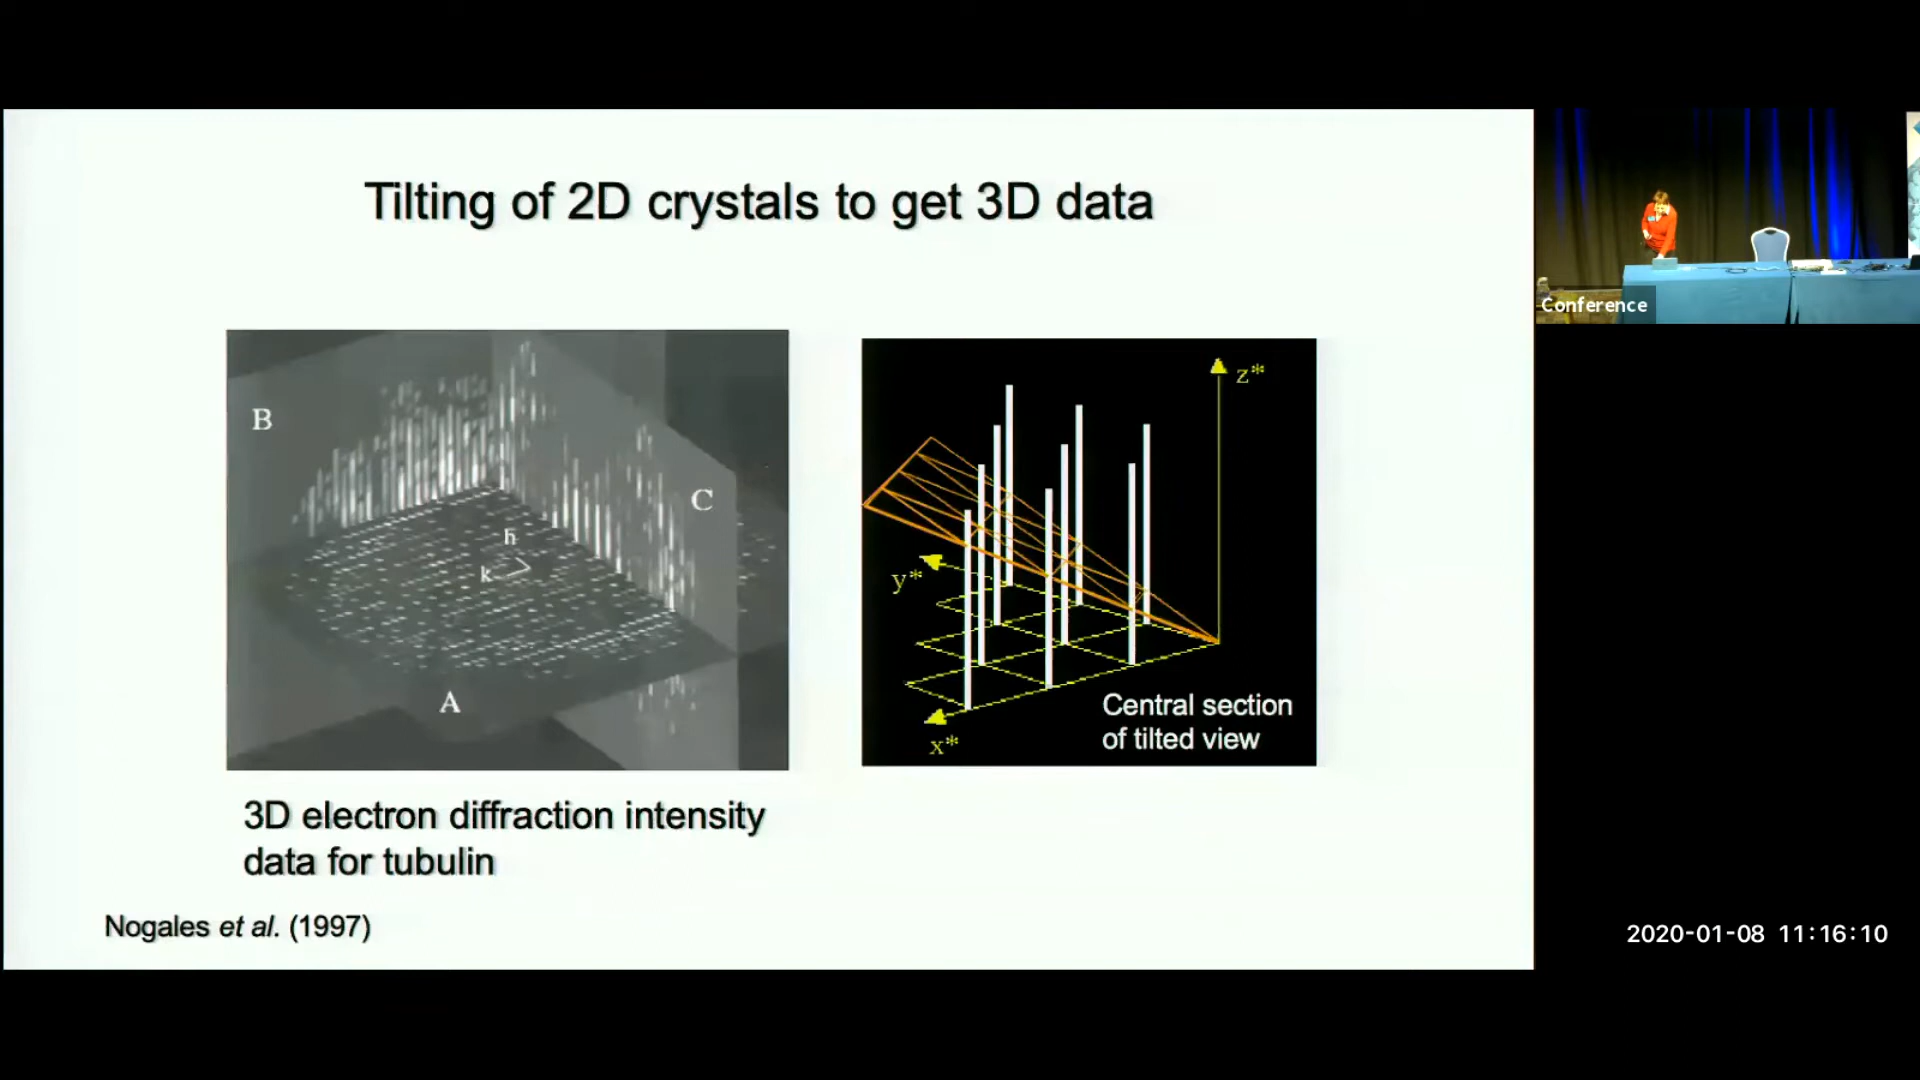 Tilting of 2D crystals to get 3D data
B
C
h
k
A
z*
y*
x*
Central section
of tilted view
3D electron diffraction intensity
data for tubulin
Nogales et al. (1997)
Conference
2020-01-08 11:16:10